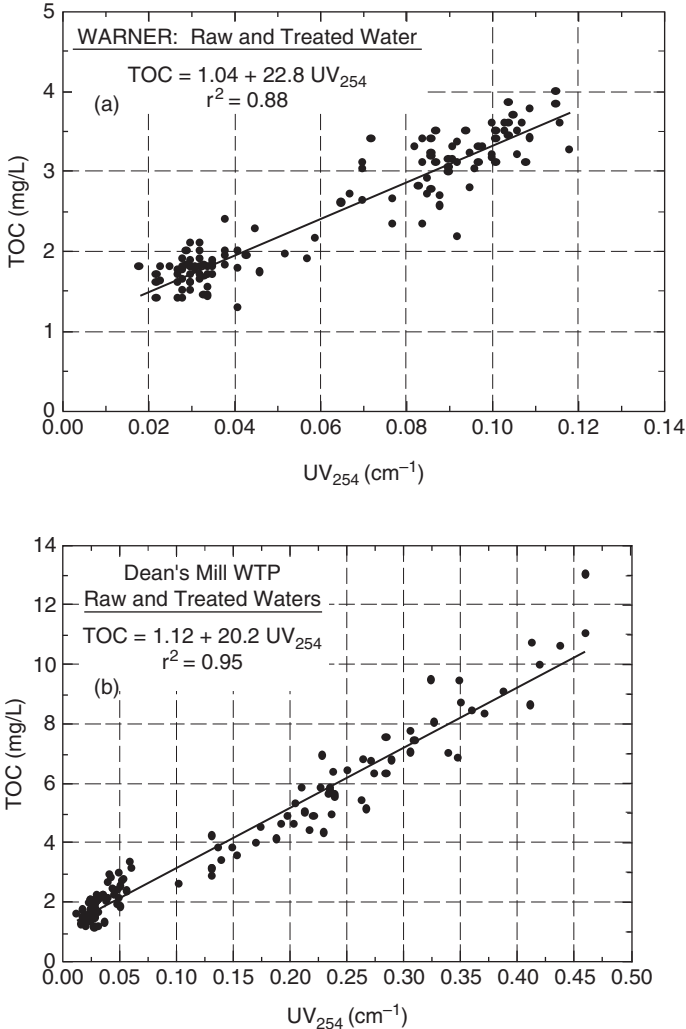 5
WARNER: Raw and Treated Water
TOC = 1.04 + 22.8 UV254
(a)
r2 = 0.88
4
3
2
1
0
TOC (mg/L)
0.00 0.02 0.04 0.06 0.08 0.10 0.12 0.14
UV254 (cm−1)
14
Dean's Mill WTP
12
Raw and Treated Waters
TOC = 1.12 + 20.2 UV254
r2 = 0.95
10
(b)
8
6
4
2
0
TOC (mg/L)
0.00 0.05 0.10 0.15 0.20 0.25 0.30 0.35 0.40 0.45 0.50
UV254 (cm−1)